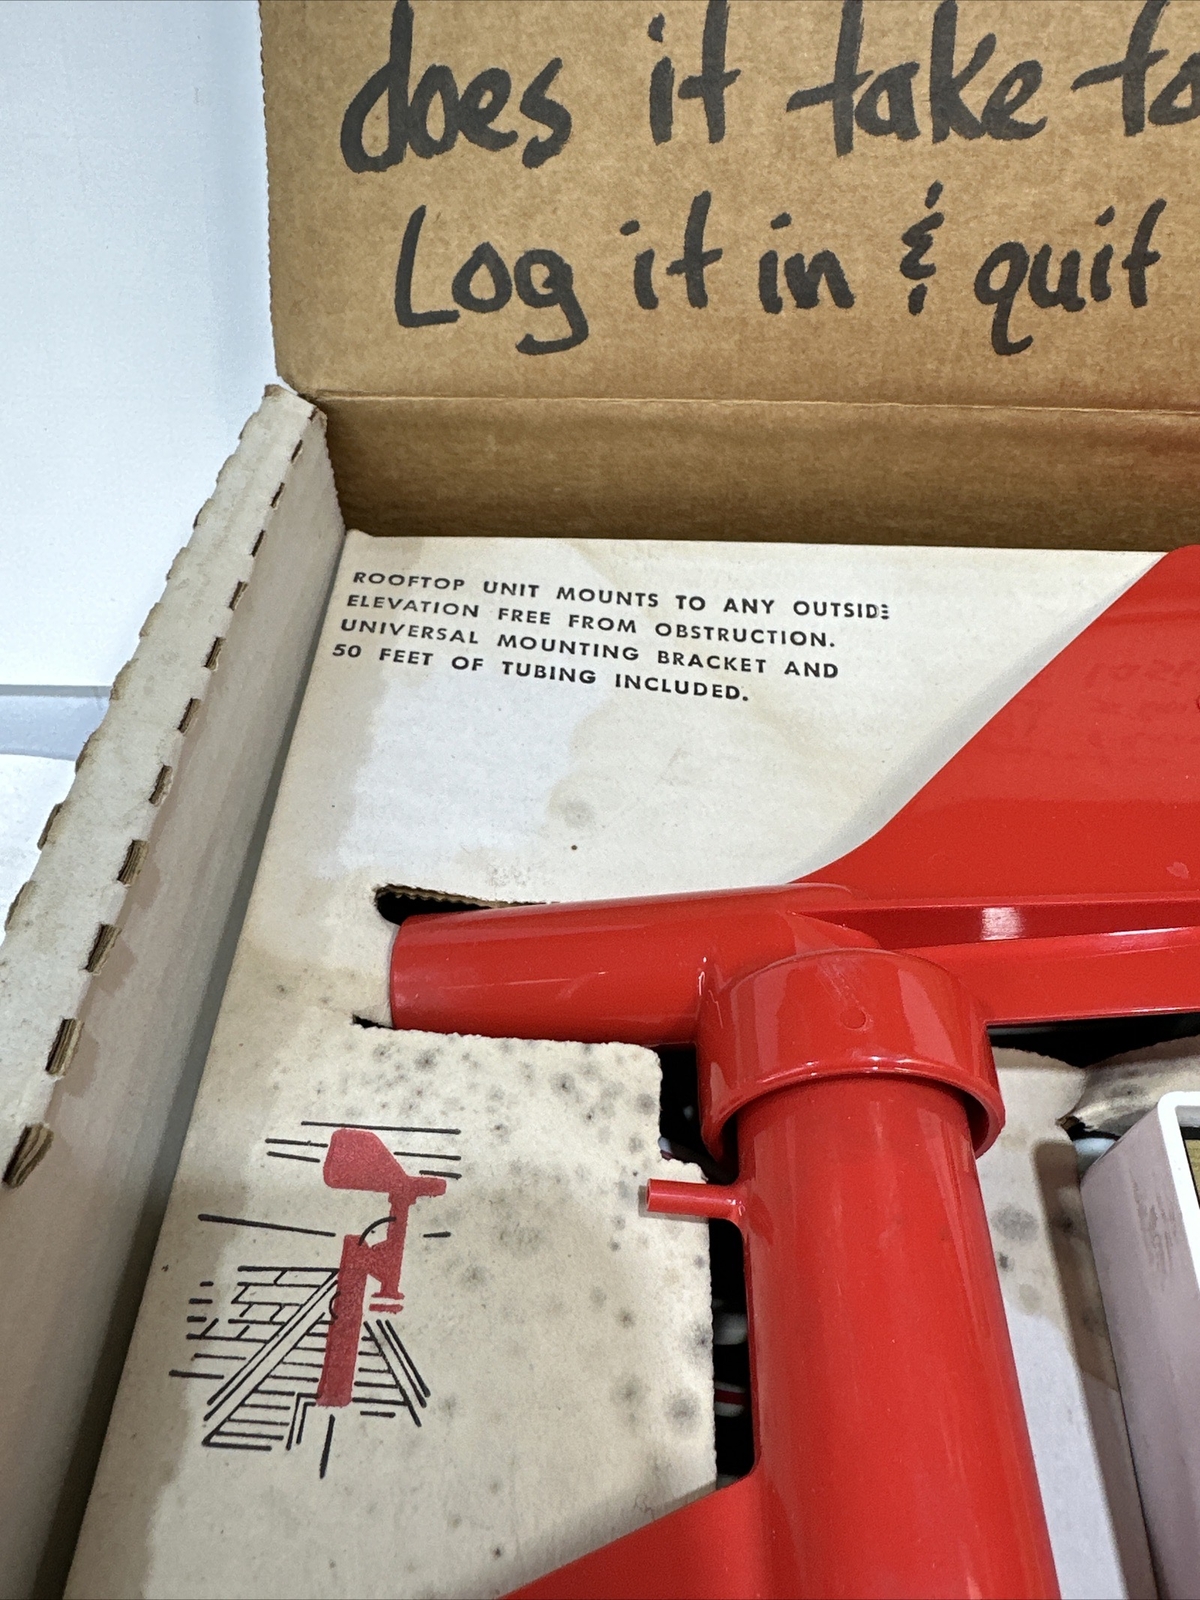 does it take to
Log it in & quit
ROOFTOP UNIT MOUNTS TO ANY OUTSIDE
ELEVATION FREE FROM OBSTRUCTION.
UNIVERSAL MOUNTING BRACKET AND
50 FEET OF TUBING INCLUDED.